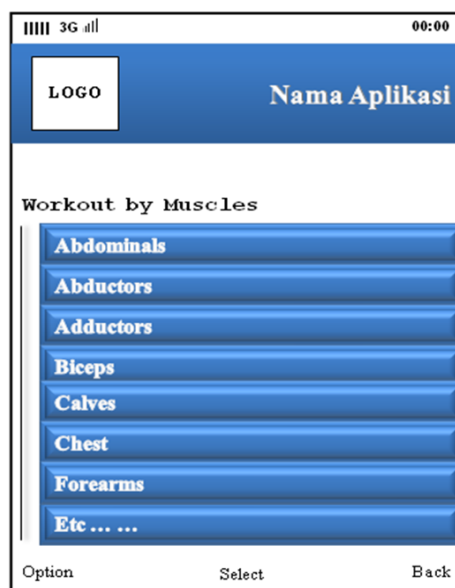 3G 00:00
LOGO
Nama Aplikasi
Workout by Muscles
Abdominals
Abductors
Adductors
Biceps
Calves
Chest
Forearms
Etc ... ...
Option Select Back